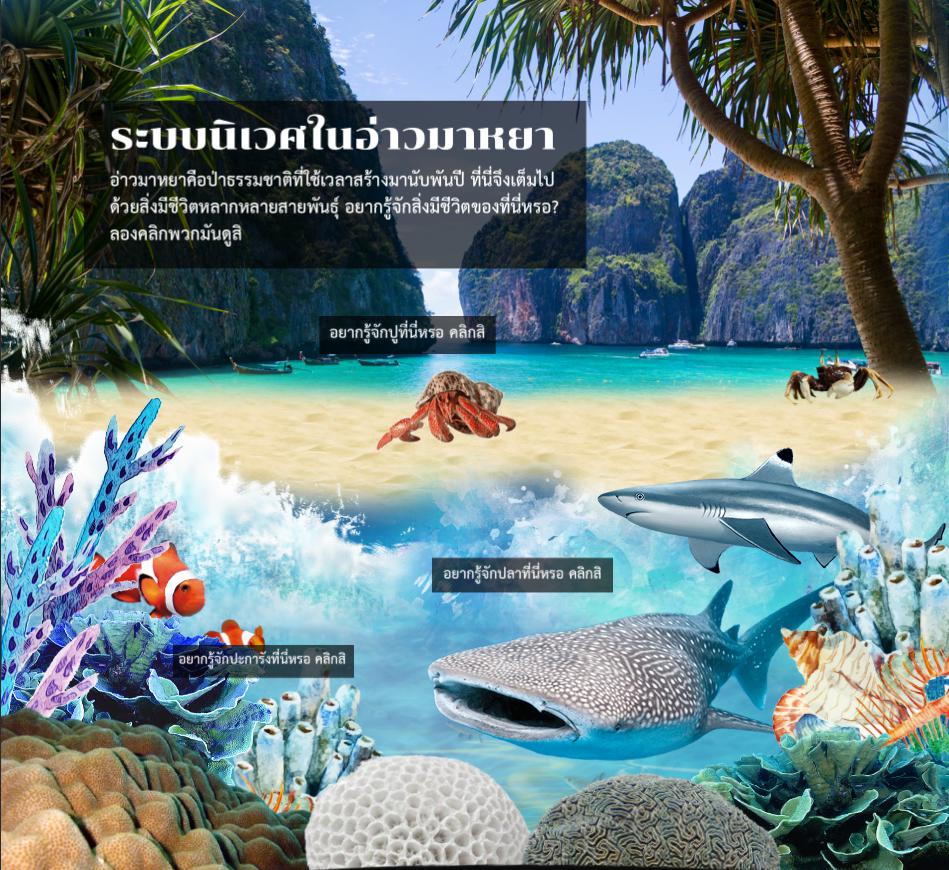 ระบบนิเวศในอ่าวมาหยา
อ่าวมาหยาคือป่าธรรมชาติที่ใช้เวลาสร้างมานับพันปี ที่นี่จึงเต็มไป
ด้วยสิ่งมีชีวิตหลากหลายสายพันธุ์ อยากรู้จักสิ่งมีชีวิตของที่นี่หรอ?
ลองคลิกพวกมันดูสิ
อยากรู้จักปูที่นี่หรอ คลิกสิ
อยากรู้จักปลาที่นี่หรอ คลิกสิ
อยากรู้จักปะการังที่นี่หรอ คลิกสิ